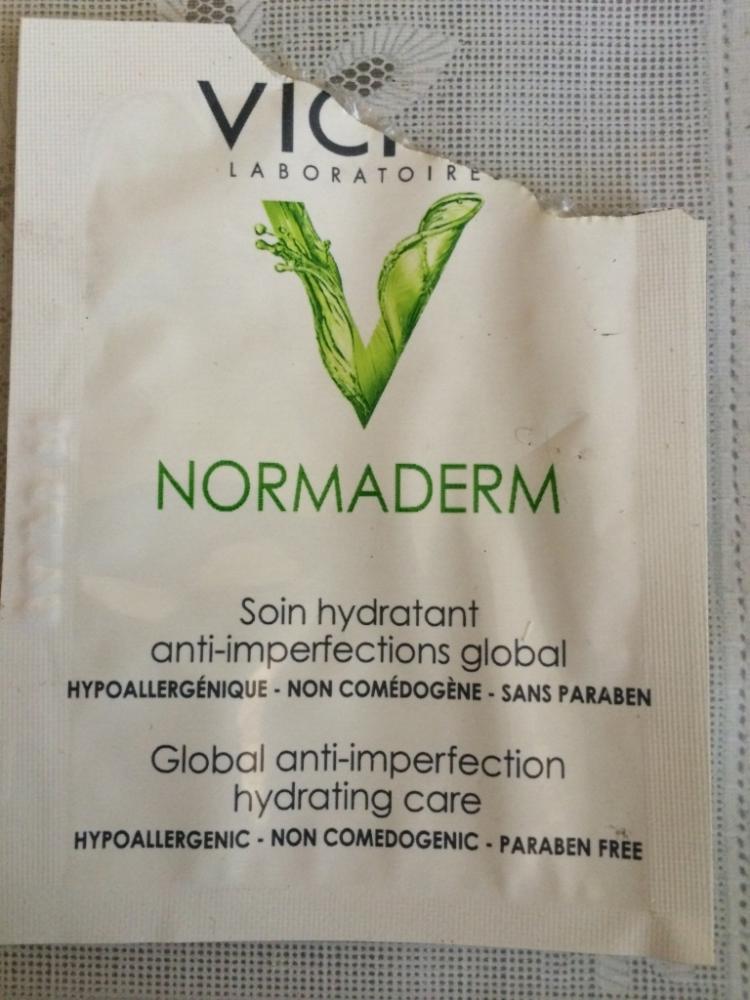 VIC
LABORATOIRE
NORMADERM
Soin hydratant
anti-imperfections global
HYPOALLERGÉNIQUE - NON COMÉDOGÈNE - SANS PARABEN
Global anti-imperfection
hydrating care
HYPOALLERGENIC - NON COMEDOGENIC - PARABEN FREE